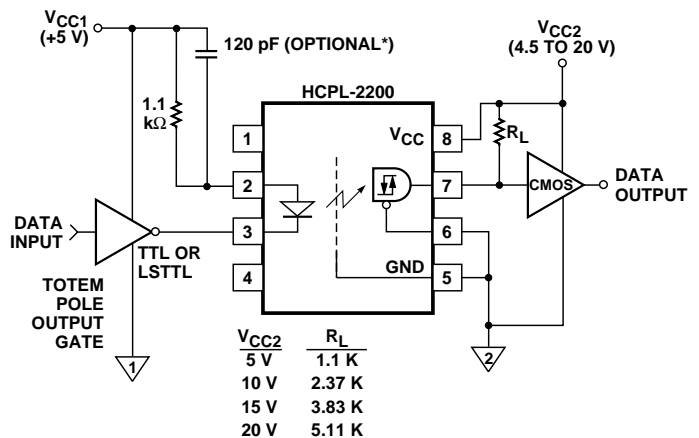 VCC1
(+5 V)
120 pF (OPTIONAL*)
VCC2
(4.5 TO 20 V)
HCPL-2200
1.1
kΩ
1
VCC
8
RL
2
7
CMOS
DATA
OUTPUT
DATA
INPUT
TTL OR
LSTTL
3
6
4
GND
5
TOTEM
POLE
OUTPUT
GATE
1
2
VCC2 RL
5 V 1.1 K
10 V 2.37 K
15 V 3.83 K
20 V 5.11 K